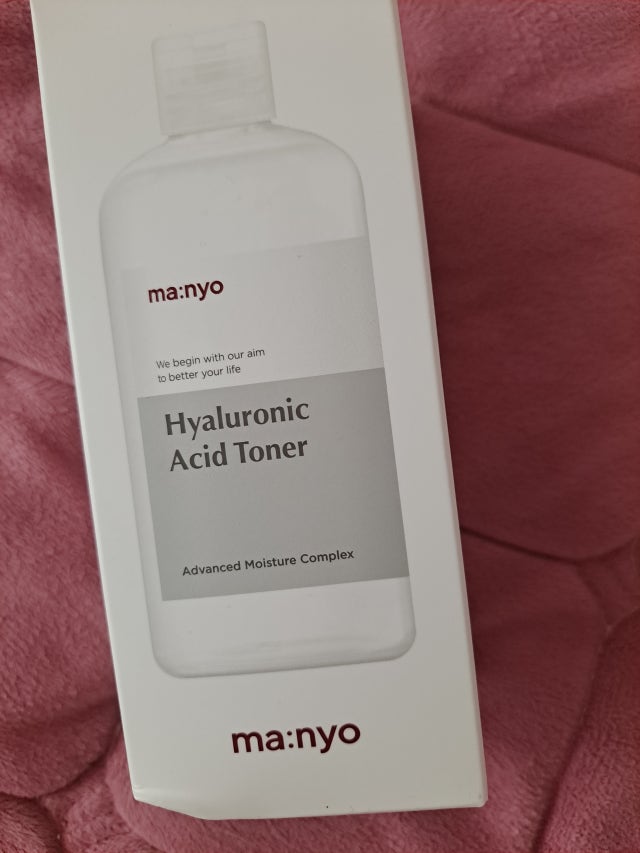 ma:nyo
We begin with our aim
to better your life
Hyaluronic
Acid Toner
Advanced Moisture Complex
ma:nyo